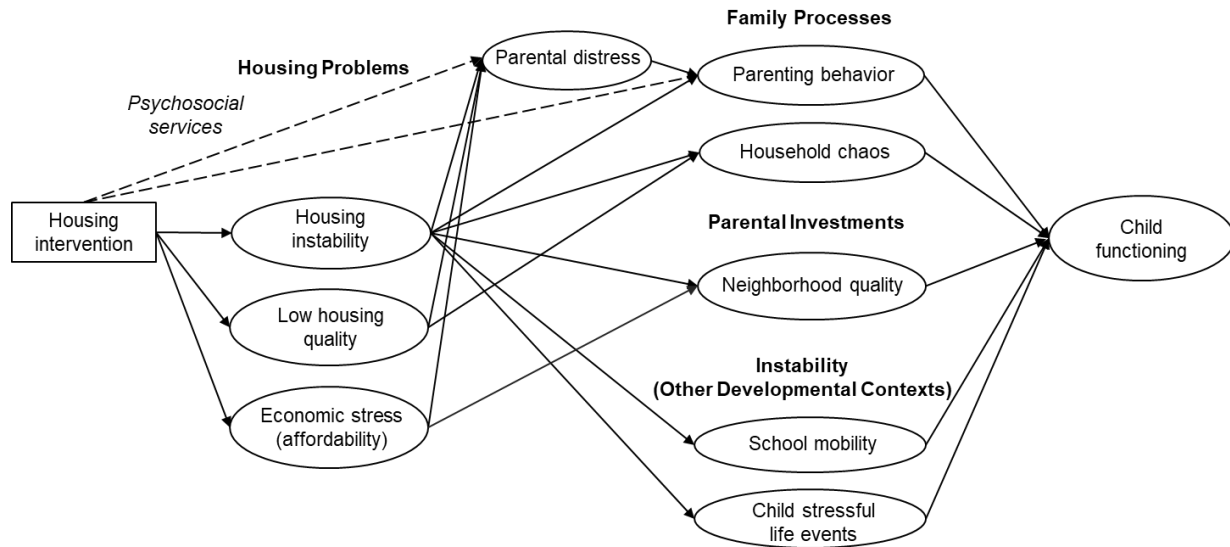 Family Processes
Parental distress
Housing Problems
Parenting behavior
Psychosocial
services
Household chaos
Housing
intervention
Housing
instability
Parental Investments
Child
functioning
Neighborhood quality
Low housing
quality
Instability
(Other Developmental Contexts)
Economic stress
(affordability)
School mobility
Child stressful
life events